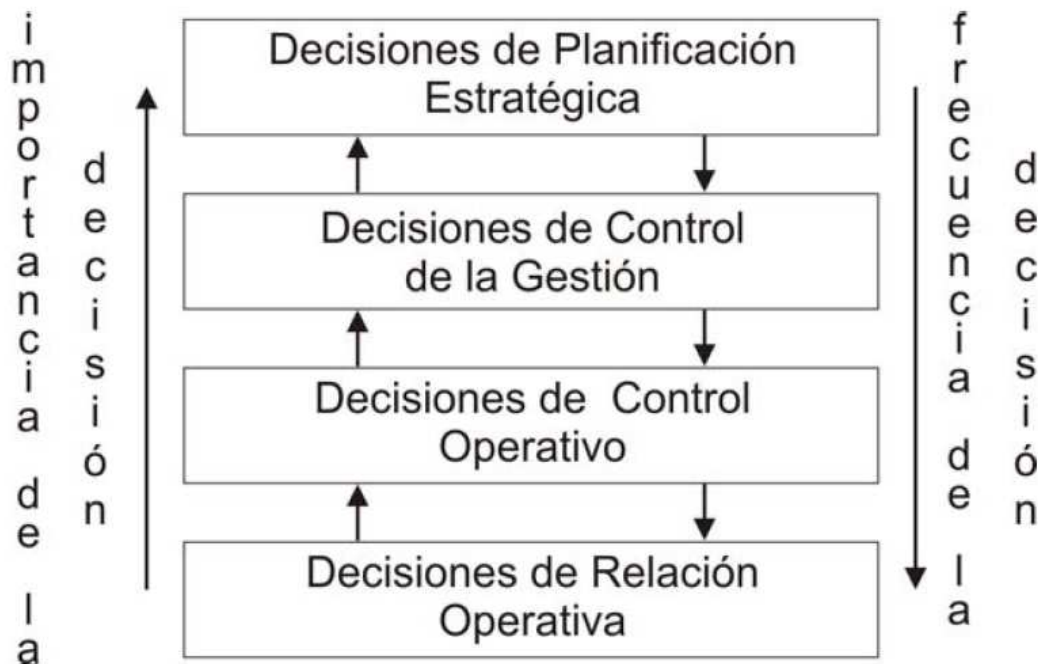 importancia de la
decisión
Decisiones de Planificación
Estratégica
Decisiones de Control
de la Gestión
Decisiones de Control
Operativo
Decisiones de Relación
Operativa
frecuencia de la
decisión